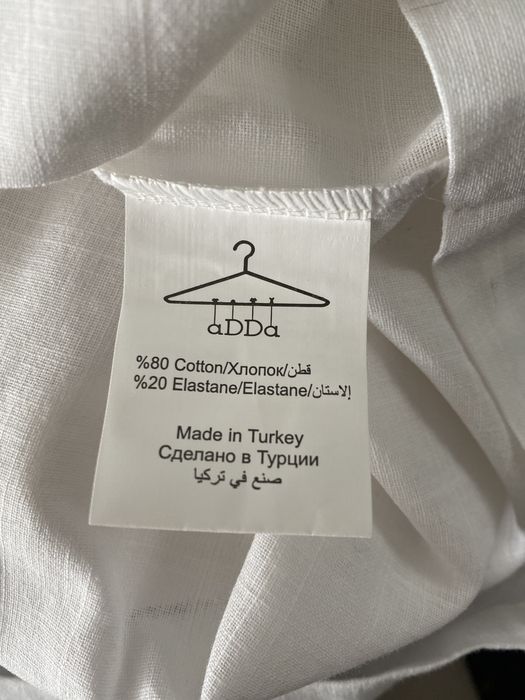 aDDa
%80 Cotton/Хлопок/قطن
%20 Elastane/Elastane/إلاستان
Made in Turkey
Сделано в Турции
صنع في تركيا